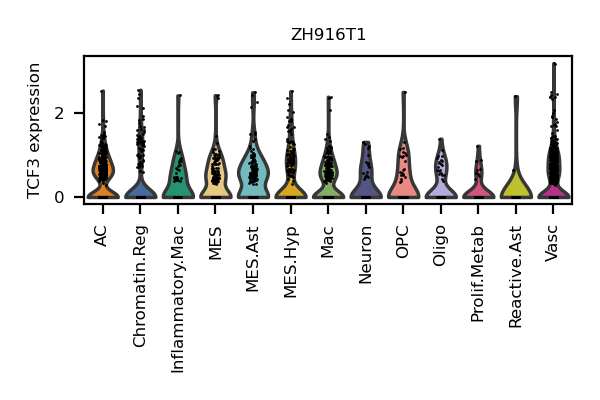 ZH916T1
TCF3 expression
2
0
AC
Chromatin.Reg
Inflammatory.Mac
MES
MES.Ast
MES.Hyp
Mac
Neuron
OPC
Oligo
Prolif.Metab
Reactive.Ast
Vasc